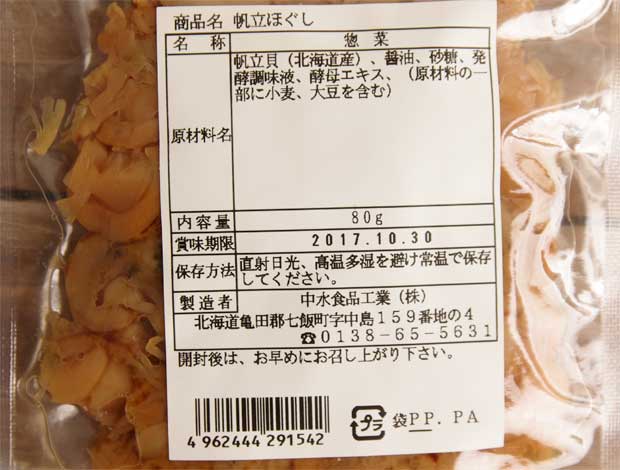 商品名 帆立ほぐし
名 称 惣 菜
原材料名 帆立貝（北海道産）、醤油、砂糖、発
酵調味液、酵母エキス、（原材料の一
部に小麦、大豆を含む）
内容量 80g
賞味期限 2017.10.30
保存方法 直射日光、高温多湿を避け常温で保存
してください。
製造者 中水食品工業（株）
北海道亀田郡七飯町字中島159番地の4
☎0138-65-5631
開封後は、お早めにお召し上がり下さい。
4 962444 291542
プラ 袋PP.PA